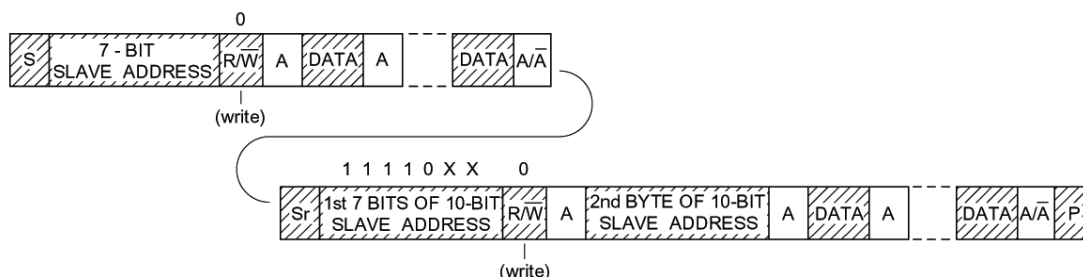 0
S 7 - BIT SLAVE ADDRESS R/W̅ A DATA A DATA A/A̅
(write)
1 1 1 1 0 X X 0
Sr 1st 7 BITS OF 10-BIT SLAVE ADDRESS R/W̅ A 2nd BYTE OF 10-BIT SLAVE ADDRESS A DATA A DATA A/A̅ P
(write)